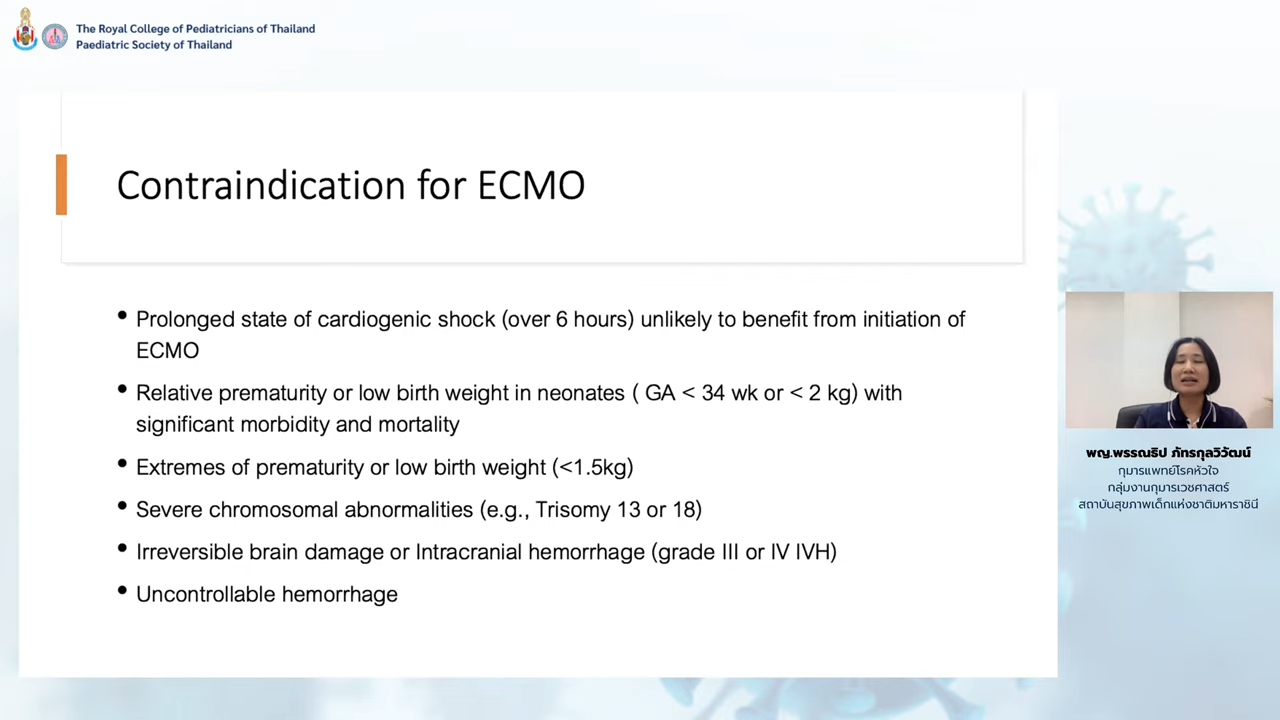 The Royal College of Pediatricians of Thailand
Paediatric Society of Thailand
Contraindication for ECMO
• Prolonged state of cardiogenic shock (over 6 hours) unlikely to benefit from initiation of
ECMO
• Relative prematurity or low birth weight in neonates ( GA < 34 wk or < 2 kg) with
significant morbidity and mortality
• Extremes of prematurity or low birth weight (<1.5kg)
• Severe chromosomal abnormalities (e.g., Trisomy 13 or 18)
• Irreversible brain damage or Intracranial hemorrhage (grade III or IV IVH)
• Uncontrollable hemorrhage
พญ.พรรณธิป ภัทรกุลวิวัฒน์
กุมารแพทย์โรคหัวใจ
กลุ่มงานกุมารเวชศาสตร์
สถาบันสุขภาพเด็กแห่งชาติมหาราชินี